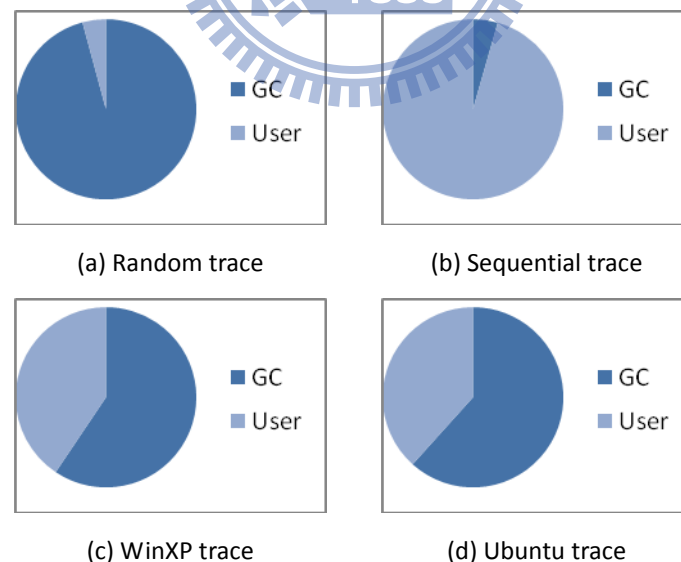 GC
User
GC
User
(a) Random trace
(b) Sequential trace
GC
User
GC
User
(c) WinXP trace
(d) Ubuntu trace